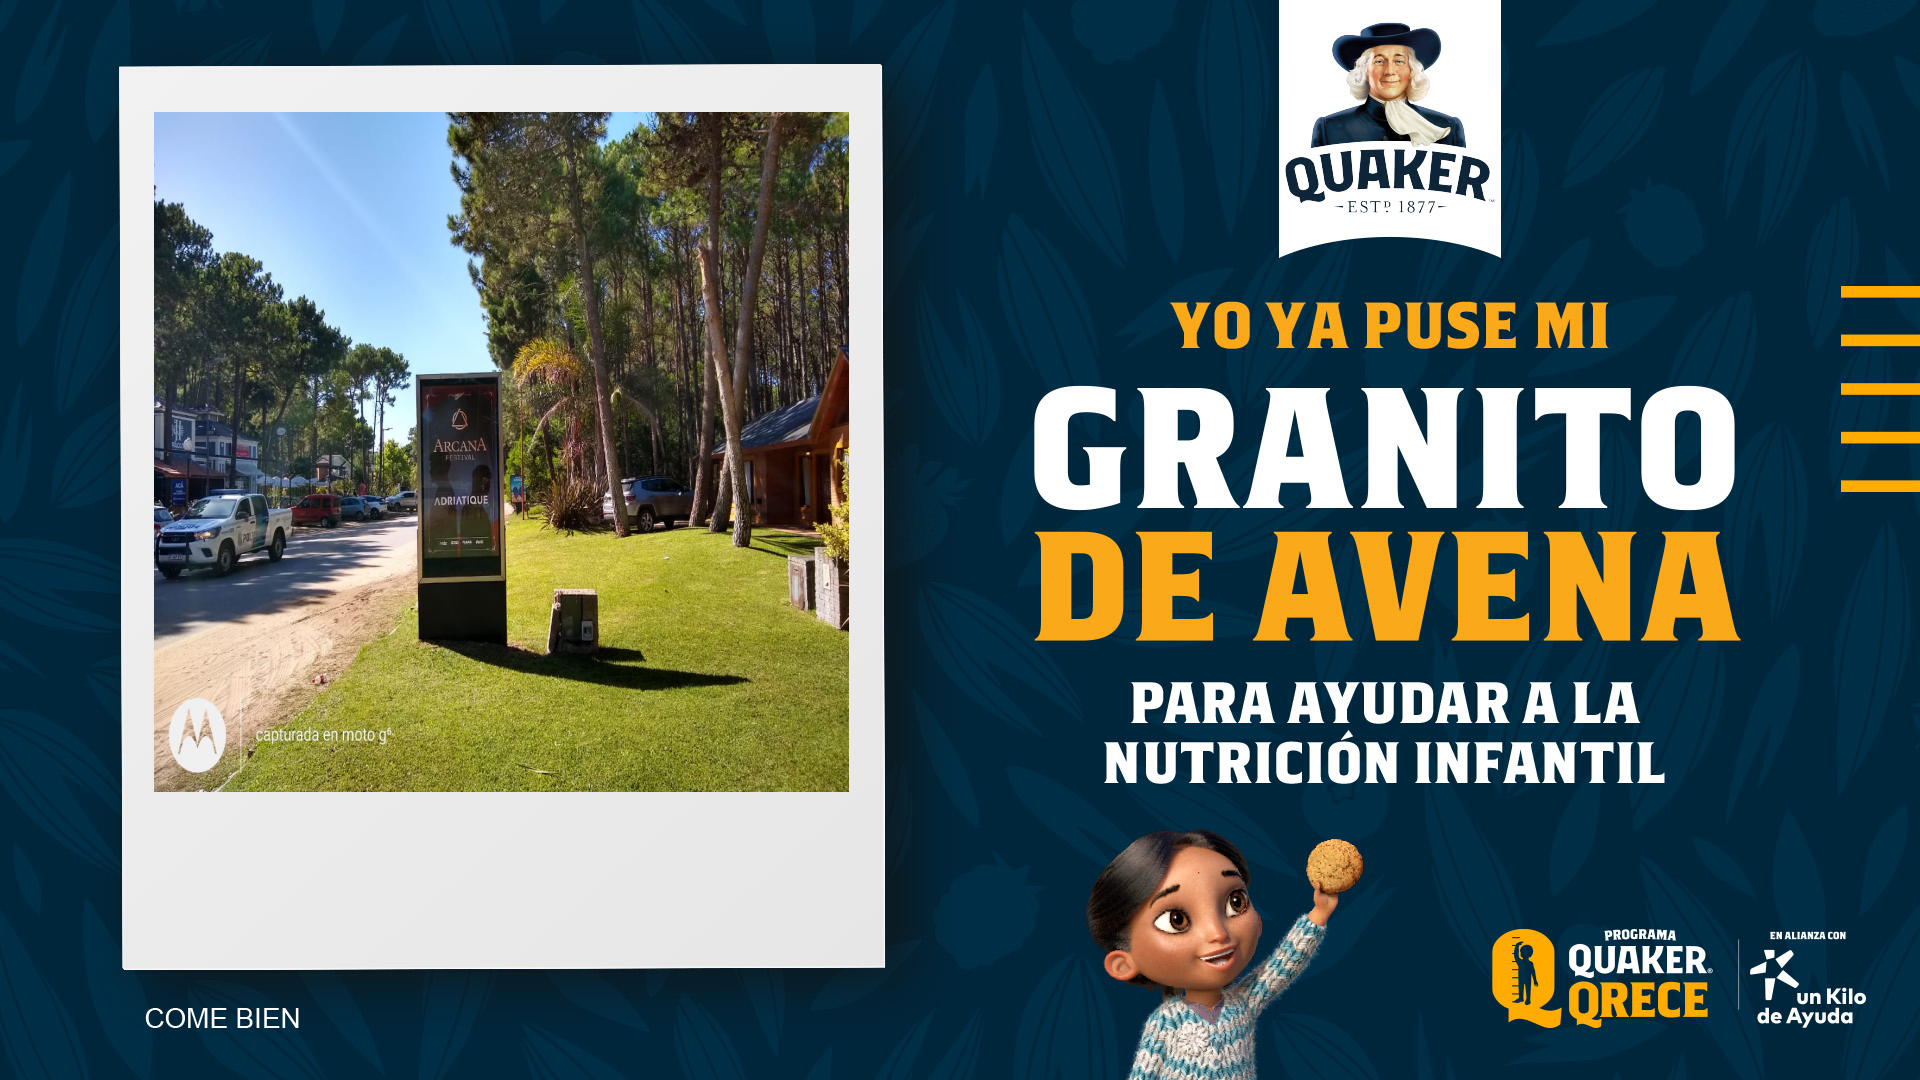 ARCANA
FESTIVAL
ADRIATIQUE
capturada en moto g⁶
COME BIEN
QUAKER
ESTD 1877
YO YA PUSE MI
GRANITO
DE AVENA
PARA AYUDAR A LA
NUTRICIÓN INFANTIL
PROGRAMA
QUAKER
QRECE
EN ALIANZA CON
un Kilo
de Ayuda